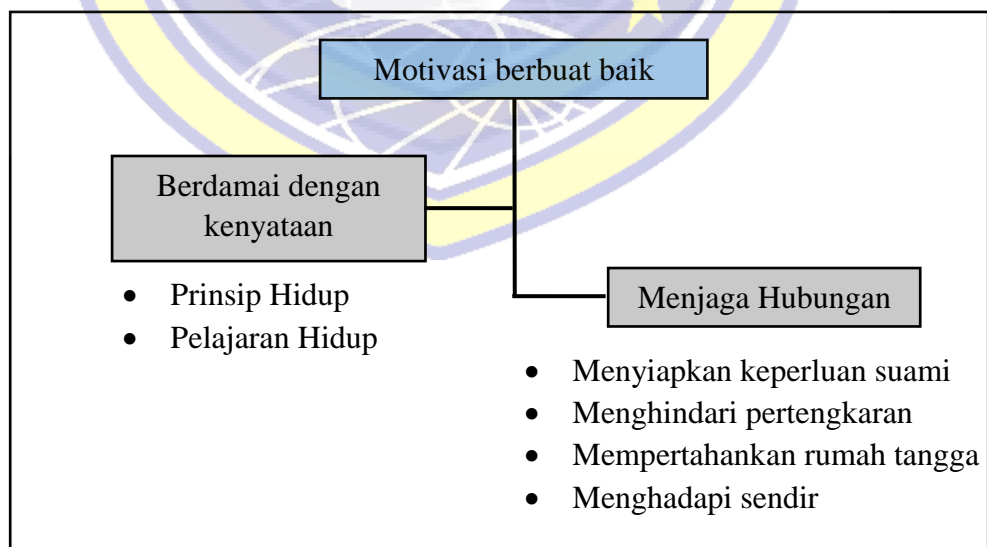 Motivasi berbuat baik
Berdamai dengan
kenyataan
• Prinsip Hidup
• Pelajaran Hidup
Menjaga Hubungan
• Menyiapkan keperluan suami
• Menghindari pertengkaran
• Mempertahankan rumah tangga
• Menghadapi sendir